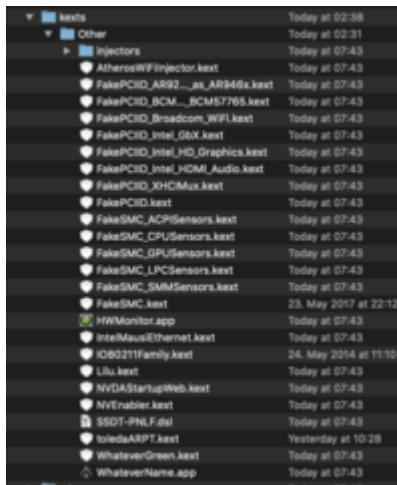 kexts Today at 02:38
Other Today at 02:31
injectors Today at 07:43
AtherosWiFiInjector.kext Today at 07:43
FakePCIID_AR92..._as_AR946x.kext Today at 07:43
FakePCIID_BCM..._BCM57765.kext Today at 07:43
FakePCIID_Broadcom_WiFi.kext Today at 07:43
FakePCIID_Intel_GbX.kext Today at 07:43
FakePCIID_Intel_HD_Graphics.kext Today at 07:43
FakePCIID_Intel_HDMI_Audio.kext Today at 07:43
FakePCIID_XHCIMux.kext Today at 07:43
FakePCIID.kext Today at 07:43
FakeSMC_ACPISensors.kext Today at 07:43
FakeSMC_CPUSensors.kext Today at 07:43
FakeSMC_GPUSensors.kext Today at 07:43
FakeSMC_LPCSensors.kext Today at 07:43
FakeSMC_SMMSensors.kext Today at 07:43
FakeSMC.kext 23. May 2017 at 22:12
HWMonitor.app Today at 07:43
IntelMausiEthernet.kext Today at 07:43
IO80211Family.kext 24. May 2014 at 11:10
Lilu.kext Today at 07:43
NVDAStartupWeb.kext Today at 07:43
NVEnabler.kext Today at 07:43
SSDT-PNLF.dsl Today at 07:43
toledaARPT.kext Yesterday at 10:28
WhateverGreen.kext Today at 07:43
WhateverName.app Today at 07:43